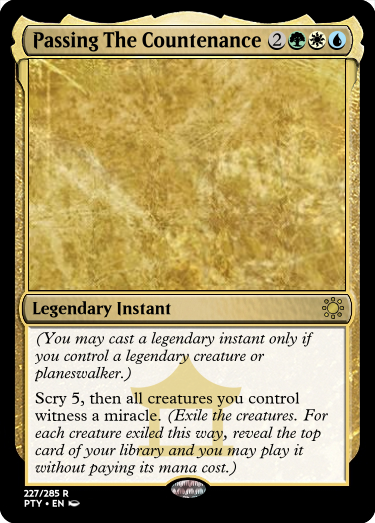 Passing The Countenance 2
Legendary Instant
(You may cast a legendary instant only if
you control a legendary creature or
planeswalker.)
Scry 5, then all creatures you control
witness a miracle. (Exile the creatures. For
each creature exiled this way, reveal the top
card of your library and you may play it
without paying its mana cost.)
227/285 R
PTY • EN